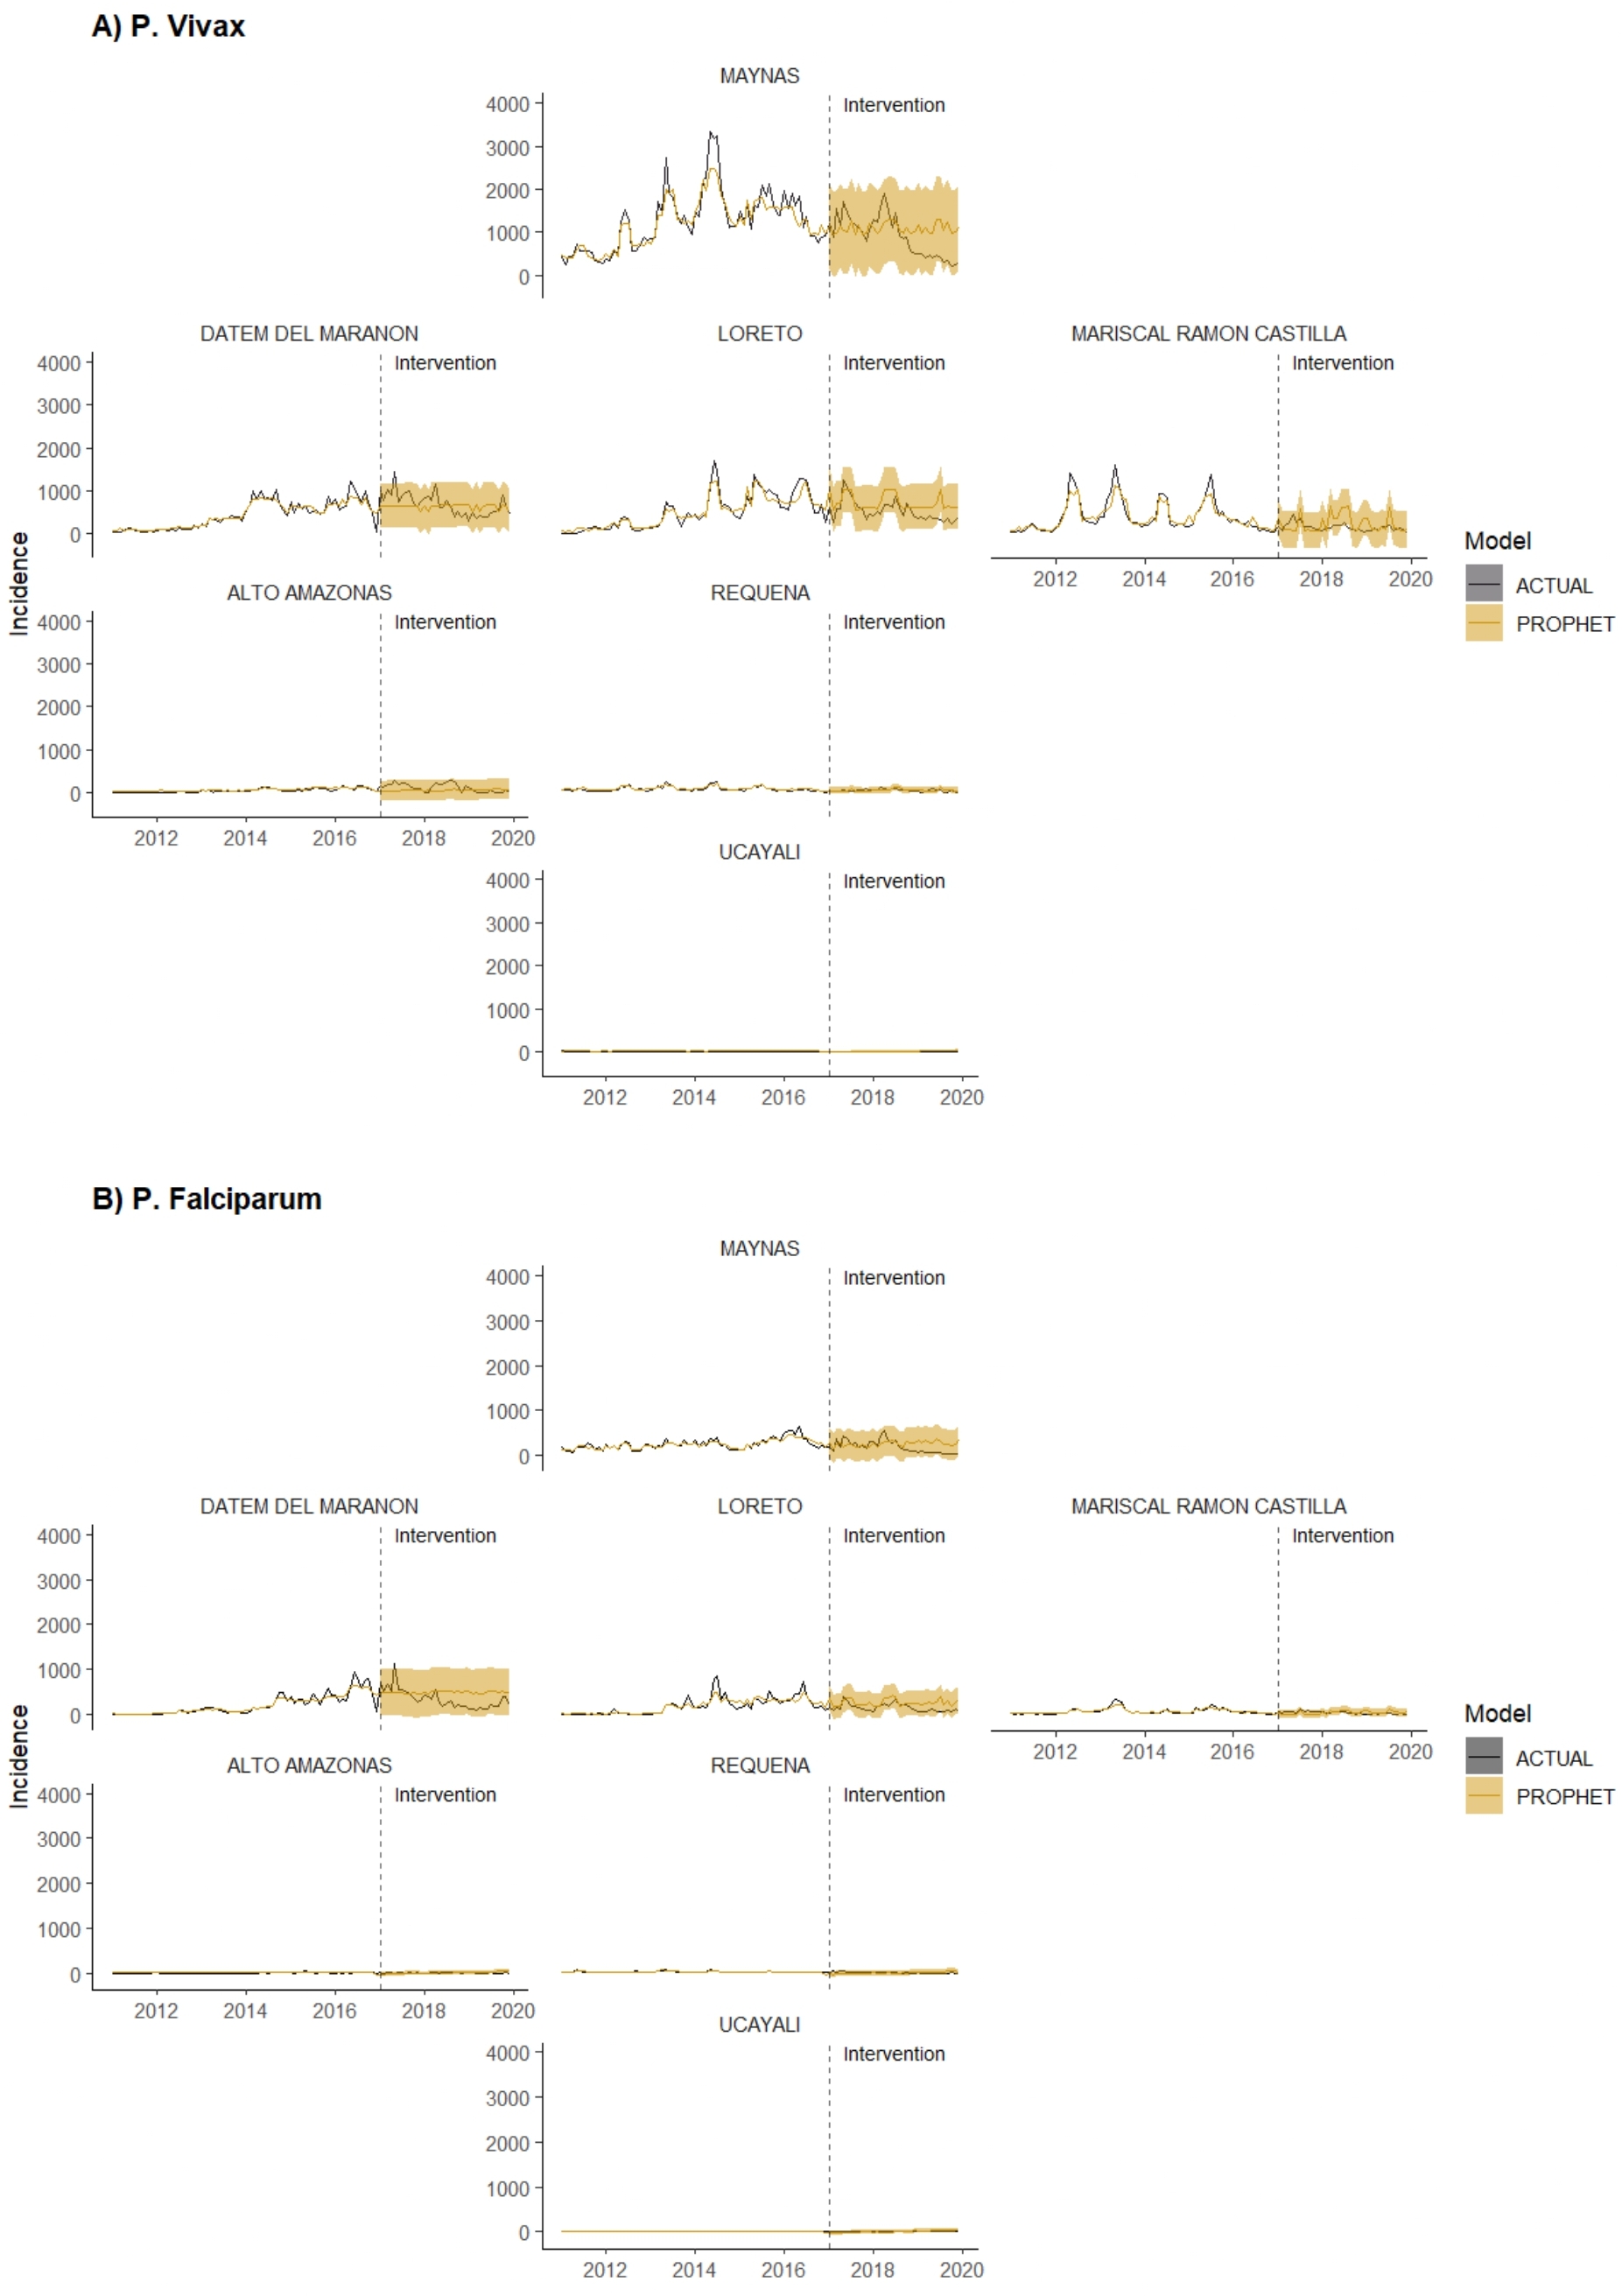 A) P. Vivax
MAYNAS
4000
3000
2000
1000
0
Intervention
DATEM DEL MARANON
LORETO
MARISCAL RAMON CASTILLA
4000
3000
2000
1000
0
Intervention
Intervention
Intervention
2012
2014
2016
2018
2020
Incidence
Model
ACTUAL
PROPHET
ALTO AMAZONAS
REQUENA
4000
3000
2000
1000
0
Intervention
Intervention
2012
2014
2016
2018
2020
UCAYALI
4000
3000
2000
1000
0
Intervention
2012
2014
2016
2018
2020
B) P. Falciparum
MAYNAS
4000
3000
2000
1000
0
Intervention
DATEM DEL MARANON
LORETO
MARISCAL RAMON CASTILLA
4000
3000
2000
1000
0
Intervention
Intervention
Intervention
2012
2014
2016
2018
2020
Incidence
Model
ACTUAL
PROPHET
ALTO AMAZONAS
REQUENA
4000
3000
2000
1000
0
Intervention
Intervention
2012
2014
2016
2018
2020
UCAYALI
4000
3000
2000
1000
0
Intervention
2012
2014
2016
2018
2020